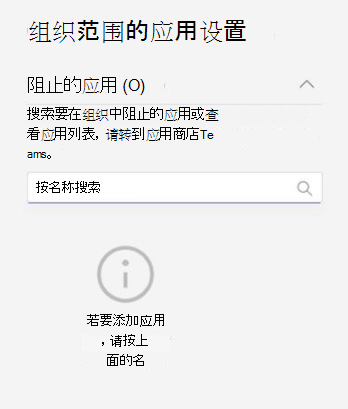 组织范围的应用设置
阻止的应用 (O)
搜索要在组织中阻止的应用或查
看应用列表，请转到应用商店Te
ams。
按名称搜索
若要添加应用
，请按上
面的名